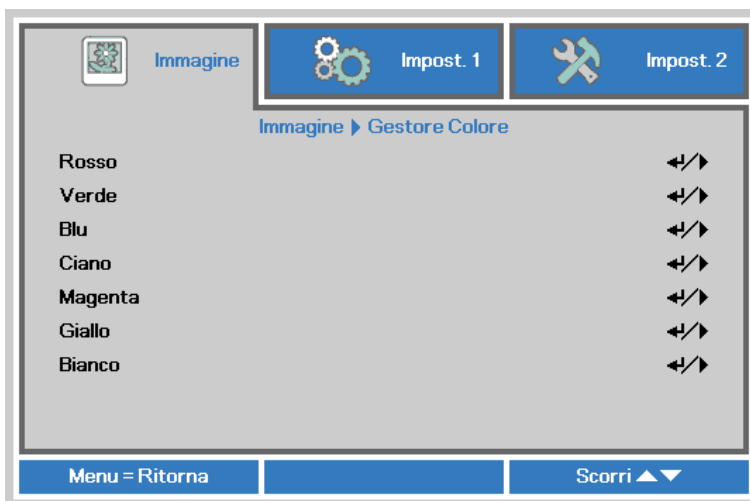 Immagine Impost. 1 Impost. 2
Immagine ▶ Gestore Colore
Rosso ↵/▶
Verde ↵/▶
Blu ↵/▶
Ciano ↵/▶
Magenta ↵/▶
Giallo ↵/▶
Bianco ↵/▶
Menu = Ritorna Scorri ▲▼